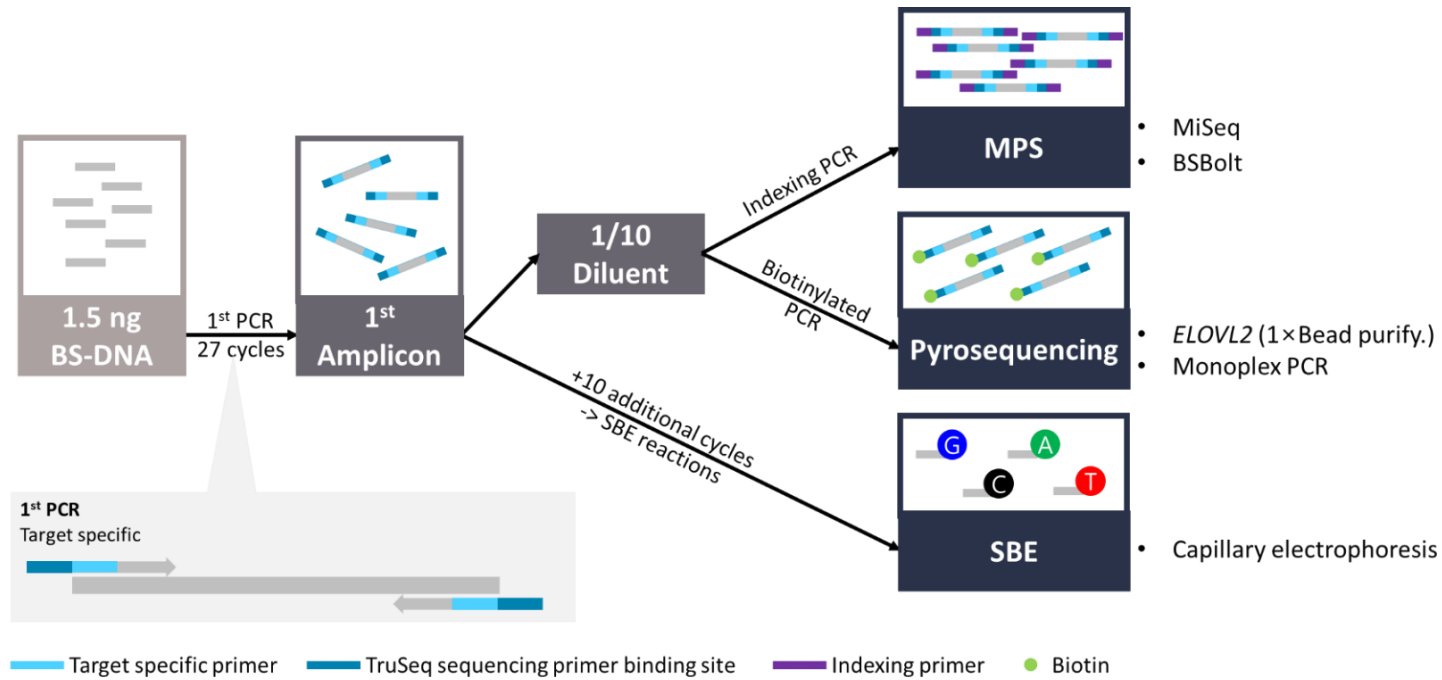 1.5 ng
BS-DNA
1st PCR
27 cycles
1st
Amplicon
1/10
Diluent
Indexing PCR
Biotinylated
PCR
+10 additional cycles
-> SBE reactions
MPS
• MiSeq
• BSBolt
Pyrosequencing
• ELOVL2 (1×Bead purify.)
• Monoplex PCR
G
A
C
T
SBE
• Capillary electrophoresis
1st PCR
Target specific
Target specific primer
TruSeq sequencing primer binding site
Indexing primer
Biotin